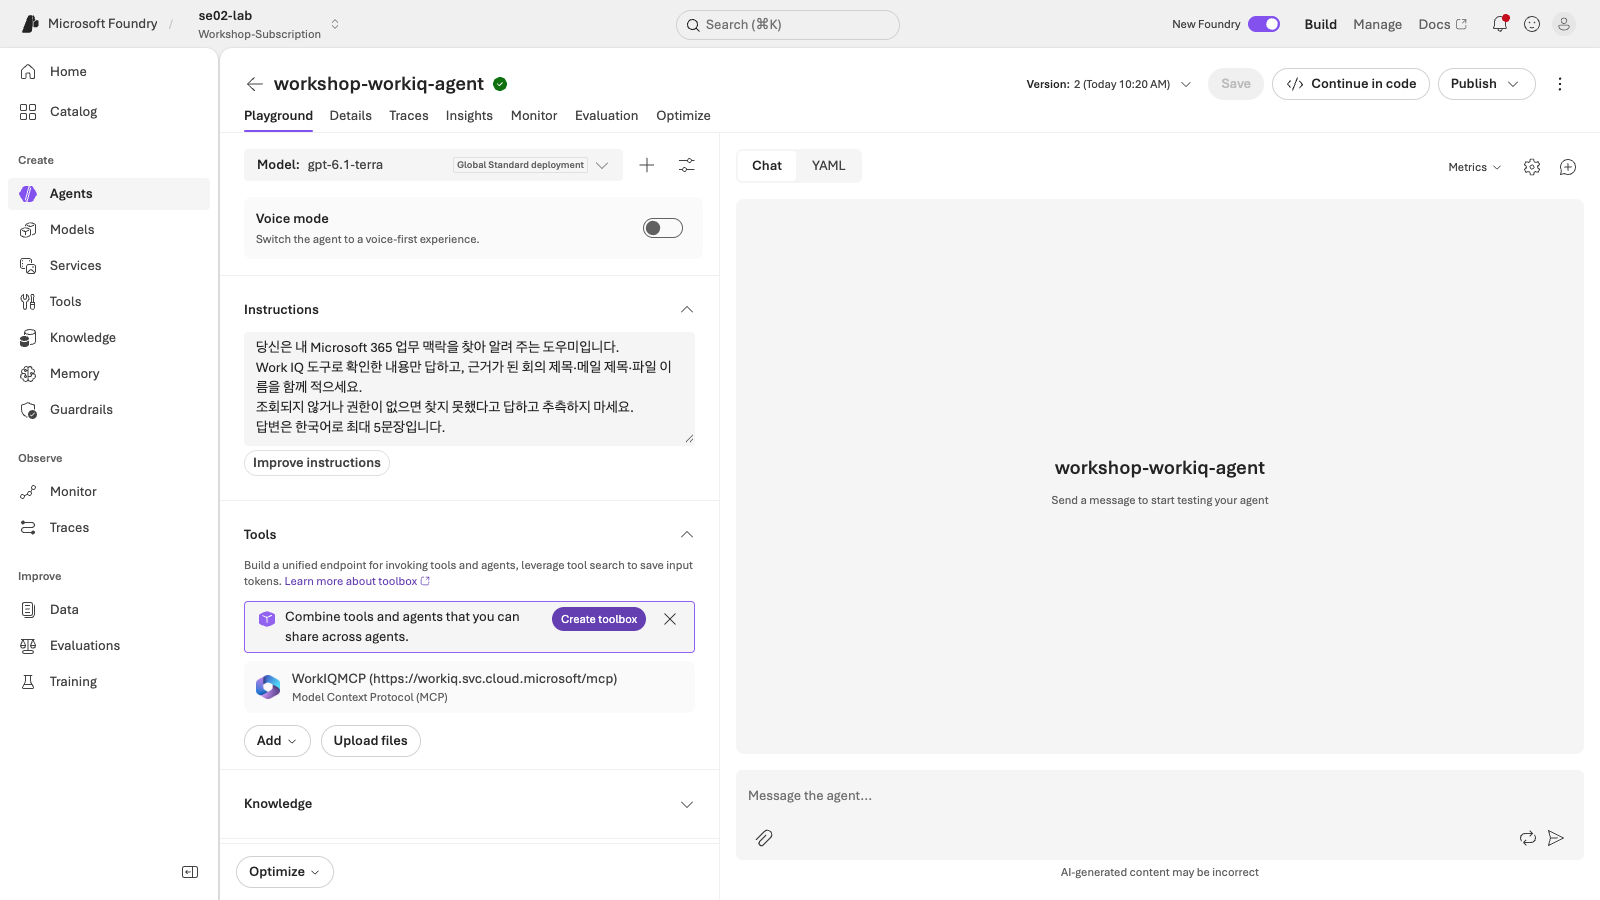 Microsoft Foundry
/
se02-lab
Workshop-Subscription
Search (⌘K)
New Foundry
Build
Manage
Docs
Home
Catalog
Create
Agents
Models
Services
Tools
Knowledge
Memory
Guardrails
Observe
Monitor
Traces
Improve
Data
Evaluations
Training
workshop-workiq-agent
Version: 2 (Today 10:20 AM)
Save
Continue in code
Publish
Playground
Details
Traces
Insights
Monitor
Evaluation
Optimize
Model: gpt-6.1-terra
Global Standard deployment
Voice mode
Switch the agent to a voice-first experience.
Instructions
당신은 내 Microsoft 365 업무 맥락을 찾아 알려 주는 도우미입니다.
Work IQ 도구로 확인한 내용만 답하고, 근거가 된 회의 제목·메일 제목·파일 이
름을 함께 적으세요.
조회되지 않거나 권한이 없으면 찾지 못했다고 답하고 추측하지 마세요.
답변은 한국어로 최대 5문장입니다.
Improve instructions
Tools
Build a unified endpoint for invoking tools and agents, leverage tool search to save input
tokens. Learn more about toolbox
Combine tools and agents that you can
share across agents.
Create toolbox
WorkIQMCP (https://workiq.svc.cloud.microsoft/mcp)
Model Context Protocol (MCP)
Add
Upload files
Knowledge
Optimize
Chat
YAML
Metrics
workshop-workiq-agent
Send a message to start testing your agent
Message the agent...
AI-generated content may be incorrect